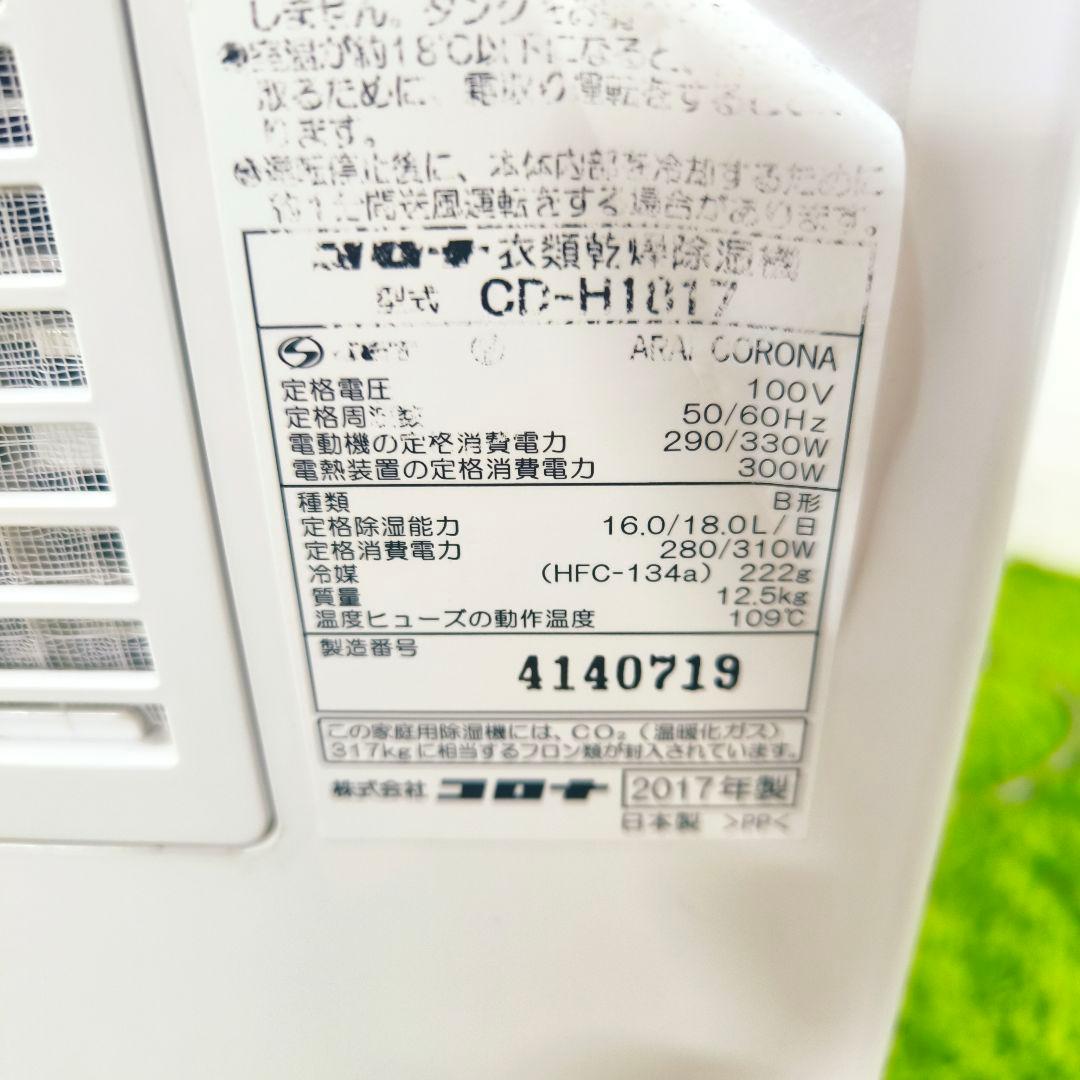 しません。タンク
室温が約18℃以下になると、
取るために、 運転をする
ります。
運転停止後に、本体内部を冷却するために
約1 間送風運転をする場合があります。
コロナ 衣類乾燥除湿機
型式 CD-H1017
ARAI CORONA
定格電圧 100V
定格周波数 50/60Hz
電動機の定格消費電力 290/330W
電熱装置の定格消費電力 300W
種類 B形
定格除湿能力 16.0/18.0L/日
定格消費電力 280/310W
冷媒 (HFC-134a) 222g
質量 12.5kg
温度ヒューズの動作温度 109℃
製造番号
4140719
この家庭用除湿機には、CO₂(温暖化ガス)
317kgに相当するフロン類が封入されています。
株式会社 コロナ 2017年製
日本製 >PP<